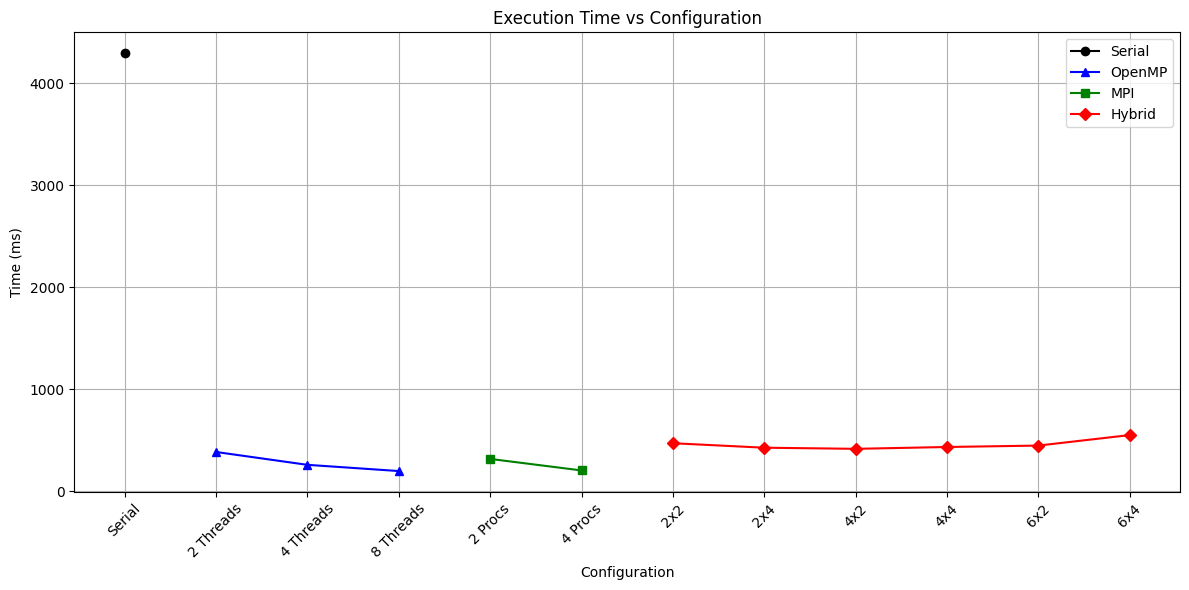 Execution Time vs Configuration
Serial
OpenMP
MPI
Hybrid
Time (ms)
4000
3000
2000
1000
0
Serial
2 Threads
4 Threads
8 Threads
2 Procs
4 Procs
2x2
2x4
4x2
4x4
6x2
6x4
Configuration